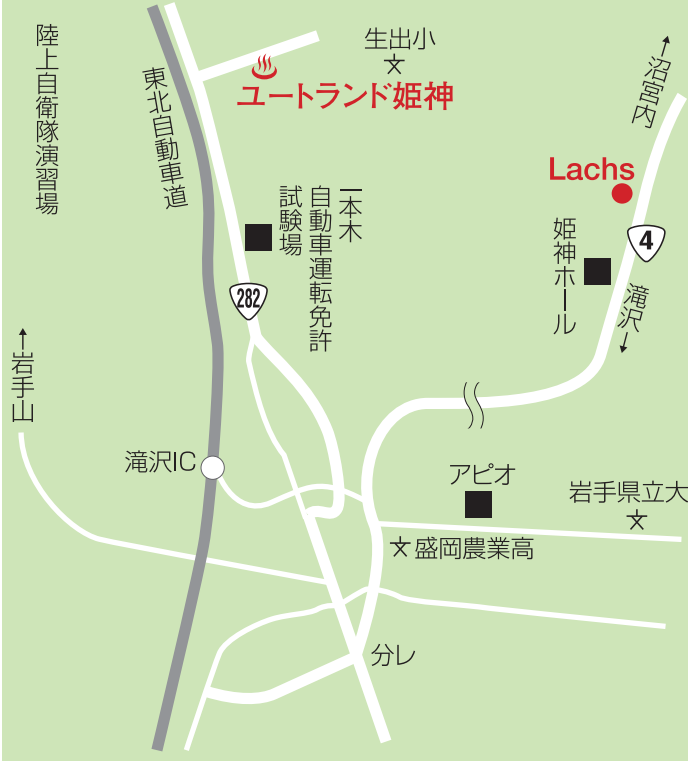 陸上自衛隊演習場
東北自動車道
生出小
ユートランド姫神
沼宮内
Lachs
4
姫神ホール
滝沢
一本木
自動車運転免許
試験場
282
岩手山
滝沢IC
アピオ
岩手県立大
盛岡農業高
分レ